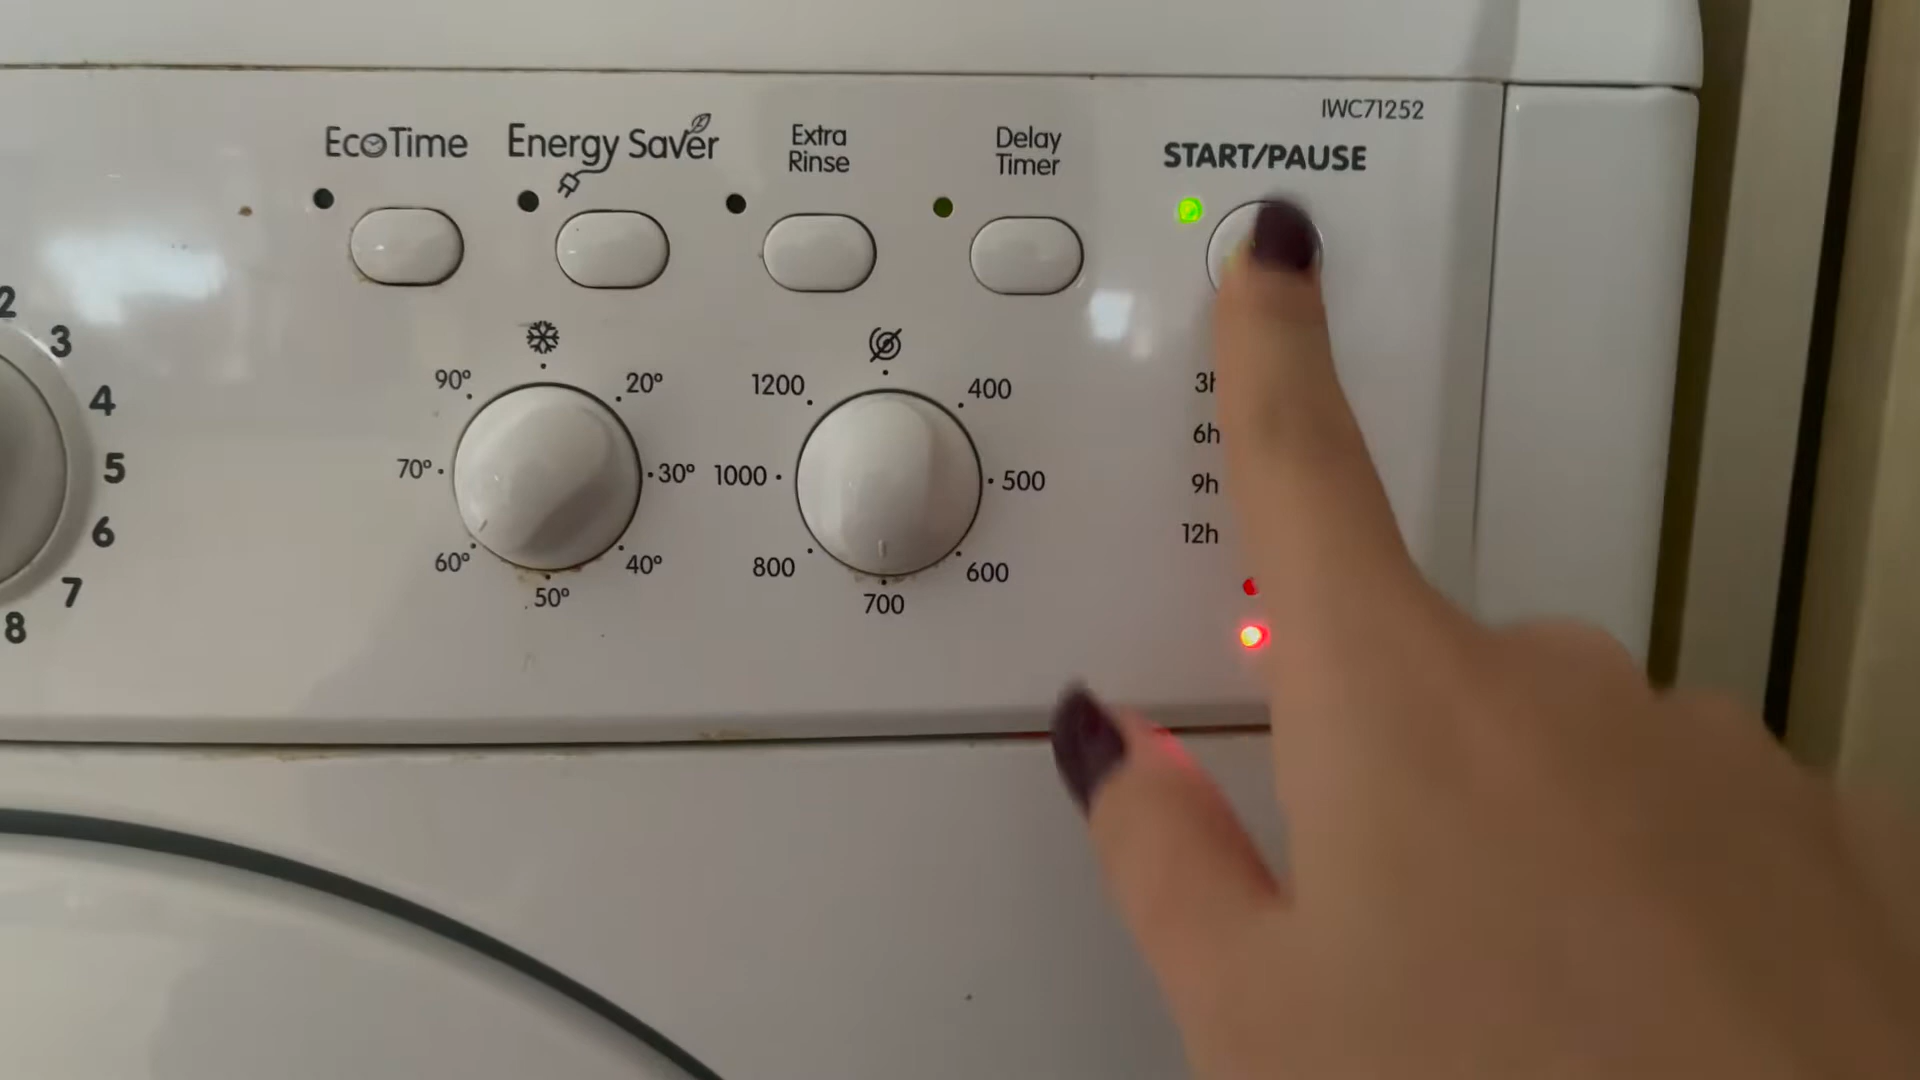 IWC71252
EcoTime
Energy Saver
Extra
Rinse
Delay
Timer
START/PAUSE
2
3
4
5
6
7
8
90°
20°
70°
30°
60°
40°
50°
1200
400
1000
500
800
600
700
6h
9h
12h